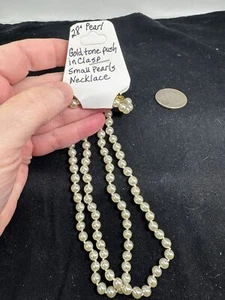 28" Pearl
Gold tone push
in Clasp
Small Pearls
Necklace